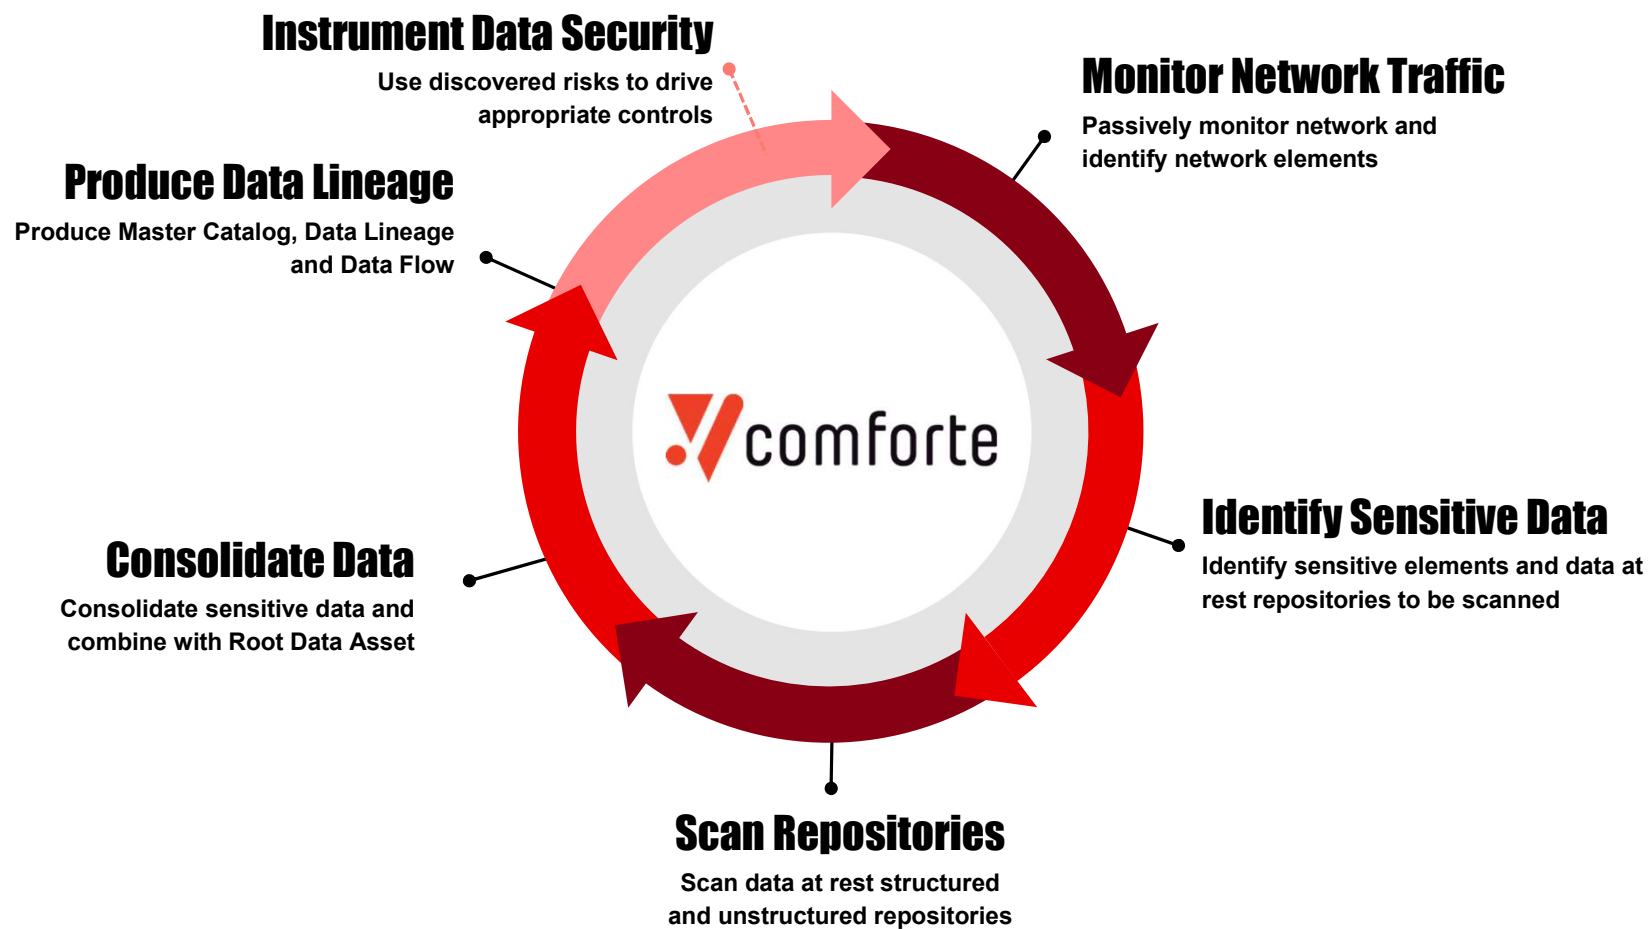 Instrument Data Security
Use discovered risks to drive
appropriate controls
Monitor Network Traffic
Passively monitor network and
identify network elements
Produce Data Lineage
Produce Master Catalog, Data Lineage
and Data Flow
comforte
Identify Sensitive Data
Identify sensitive elements and data at
rest repositories to be scanned
Consolidate Data
Consolidate sensitive data and
combine with Root Data Asset
Scan Repositories
Scan data at rest structured
and unstructured repositories